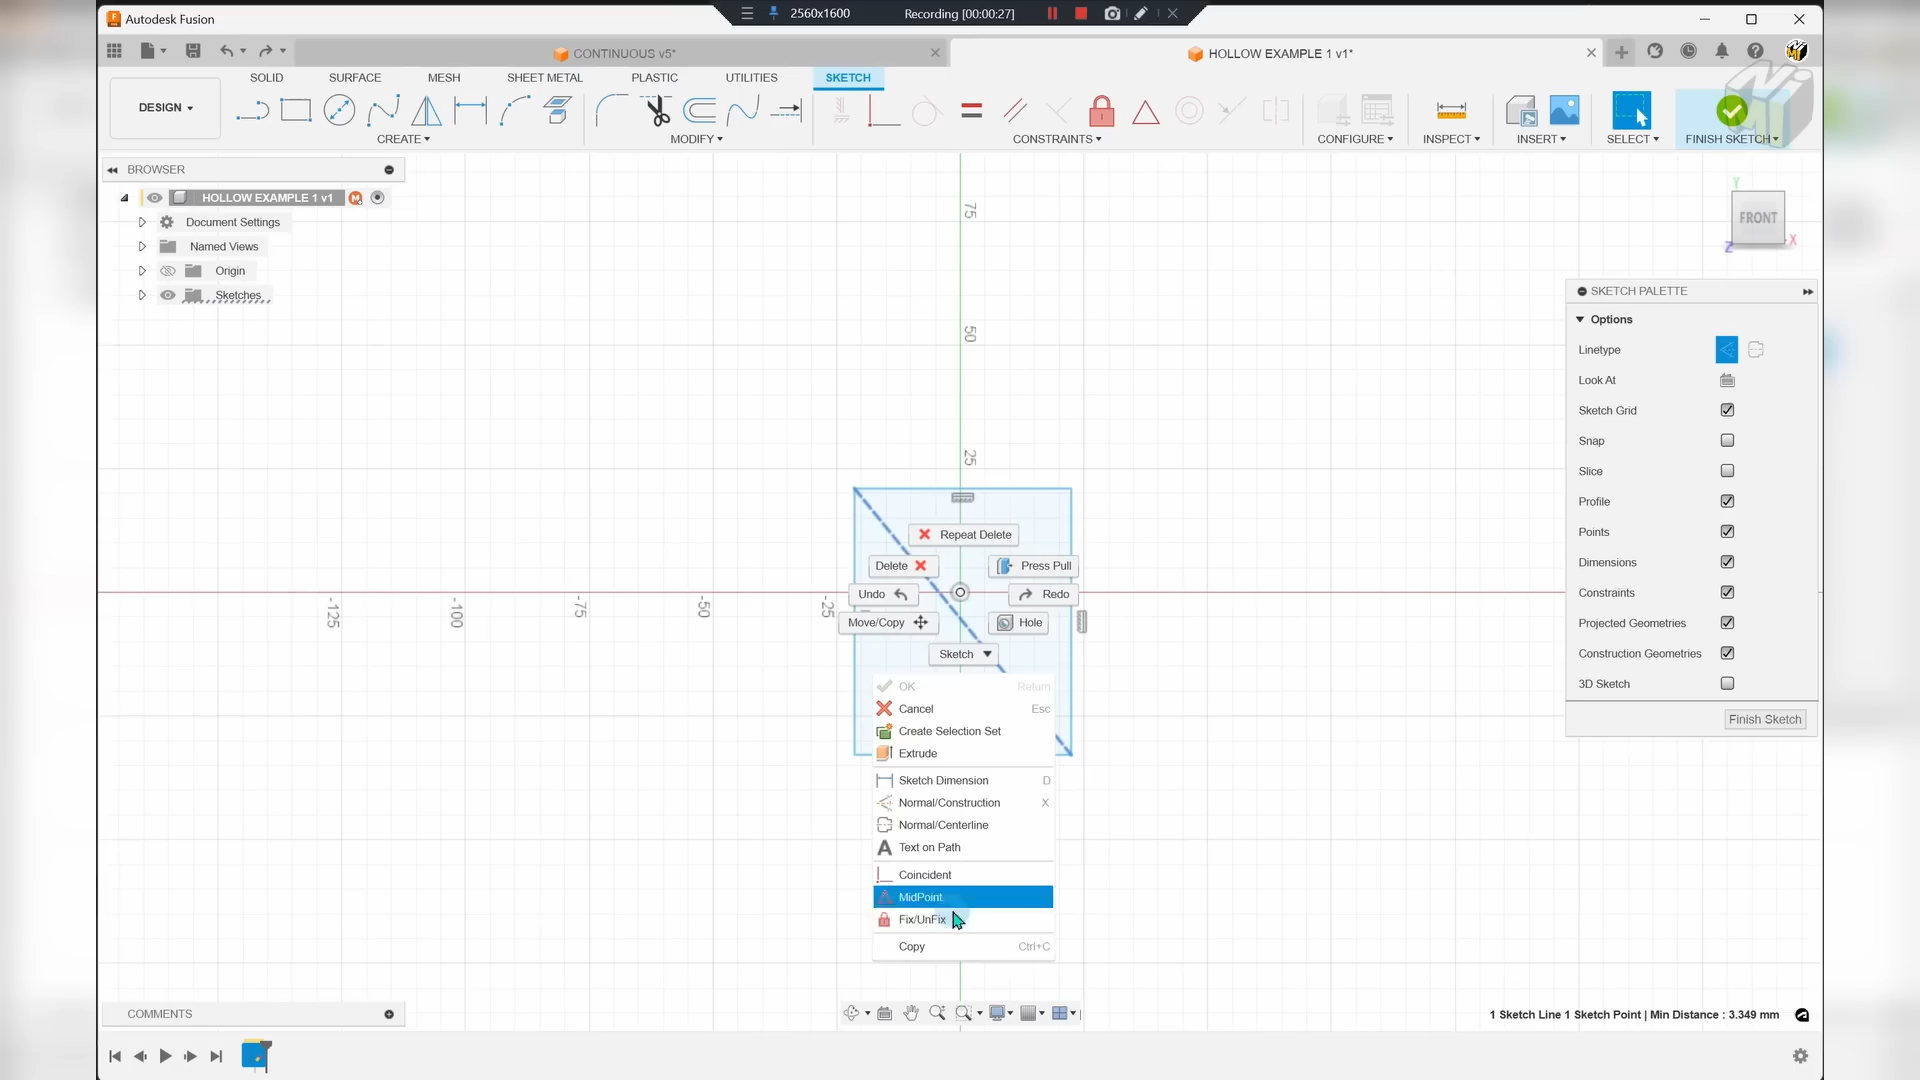 2560x1600
Recording [00:00:27]
Autodesk Fusion
CONTINUOUS v5*
HOLLOW EXAMPLE 1 v1*
SOLID
SURFACE
MESH
SHEET METAL
PLASTIC
UTILITIES
SKETCH
DESIGN
CREATE
MODIFY
CONSTRAINTS
CONFIGURE
INSPECT
INSERT
SELECT
FINISH SKETCH
BROWSER
HOLLOW EXAMPLE 1 v1
Document Settings
Named Views
Origin
Sketches
75
50
25
-125
-100
-75
-50
-25
Y
FRONT
X
Z
SKETCH PALETTE
Options
Linetype
Look At
Sketch Grid
Snap
Slice
Profile
Points
Dimensions
Constraints
Projected Geometries
Construction Geometries
3D Sketch
Finish Sketch
Repeat Delete
Delete
Press Pull
Undo
Redo
Move/Copy
Hole
Sketch
OK Return
Cancel Esc
Create Selection Set
Extrude
Sketch Dimension D
Normal/Construction X
Normal/Centerline
Text on Path
Coincident
MidPoint
Fix/UnFix
Copy Ctrl+C
COMMENTS
1 Sketch Line 1 Sketch Point | Min Distance : 3.349 mm